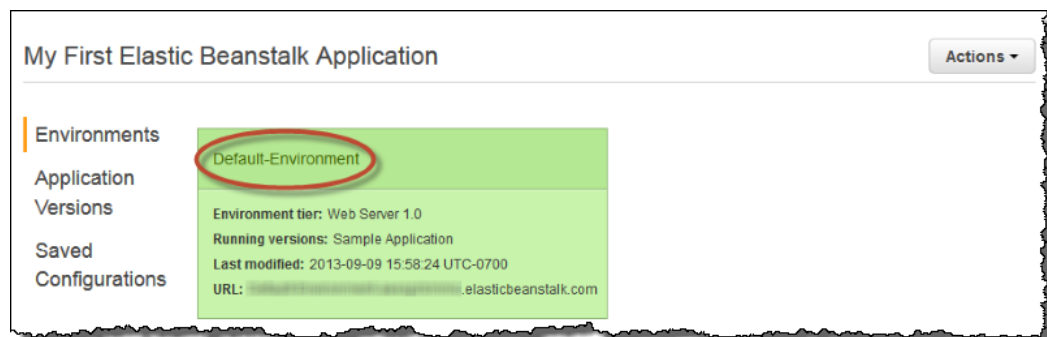 My First Elastic Beanstalk Application
Actions
Environments
Application
Versions
Saved
Configurations
Default-Environment
Environment tier: Web Server 1.0
Running versions: Sample Application
Last modified: 2013-09-09 15:58:24 UTC-0700
URL: .elasticbeanstalk.com